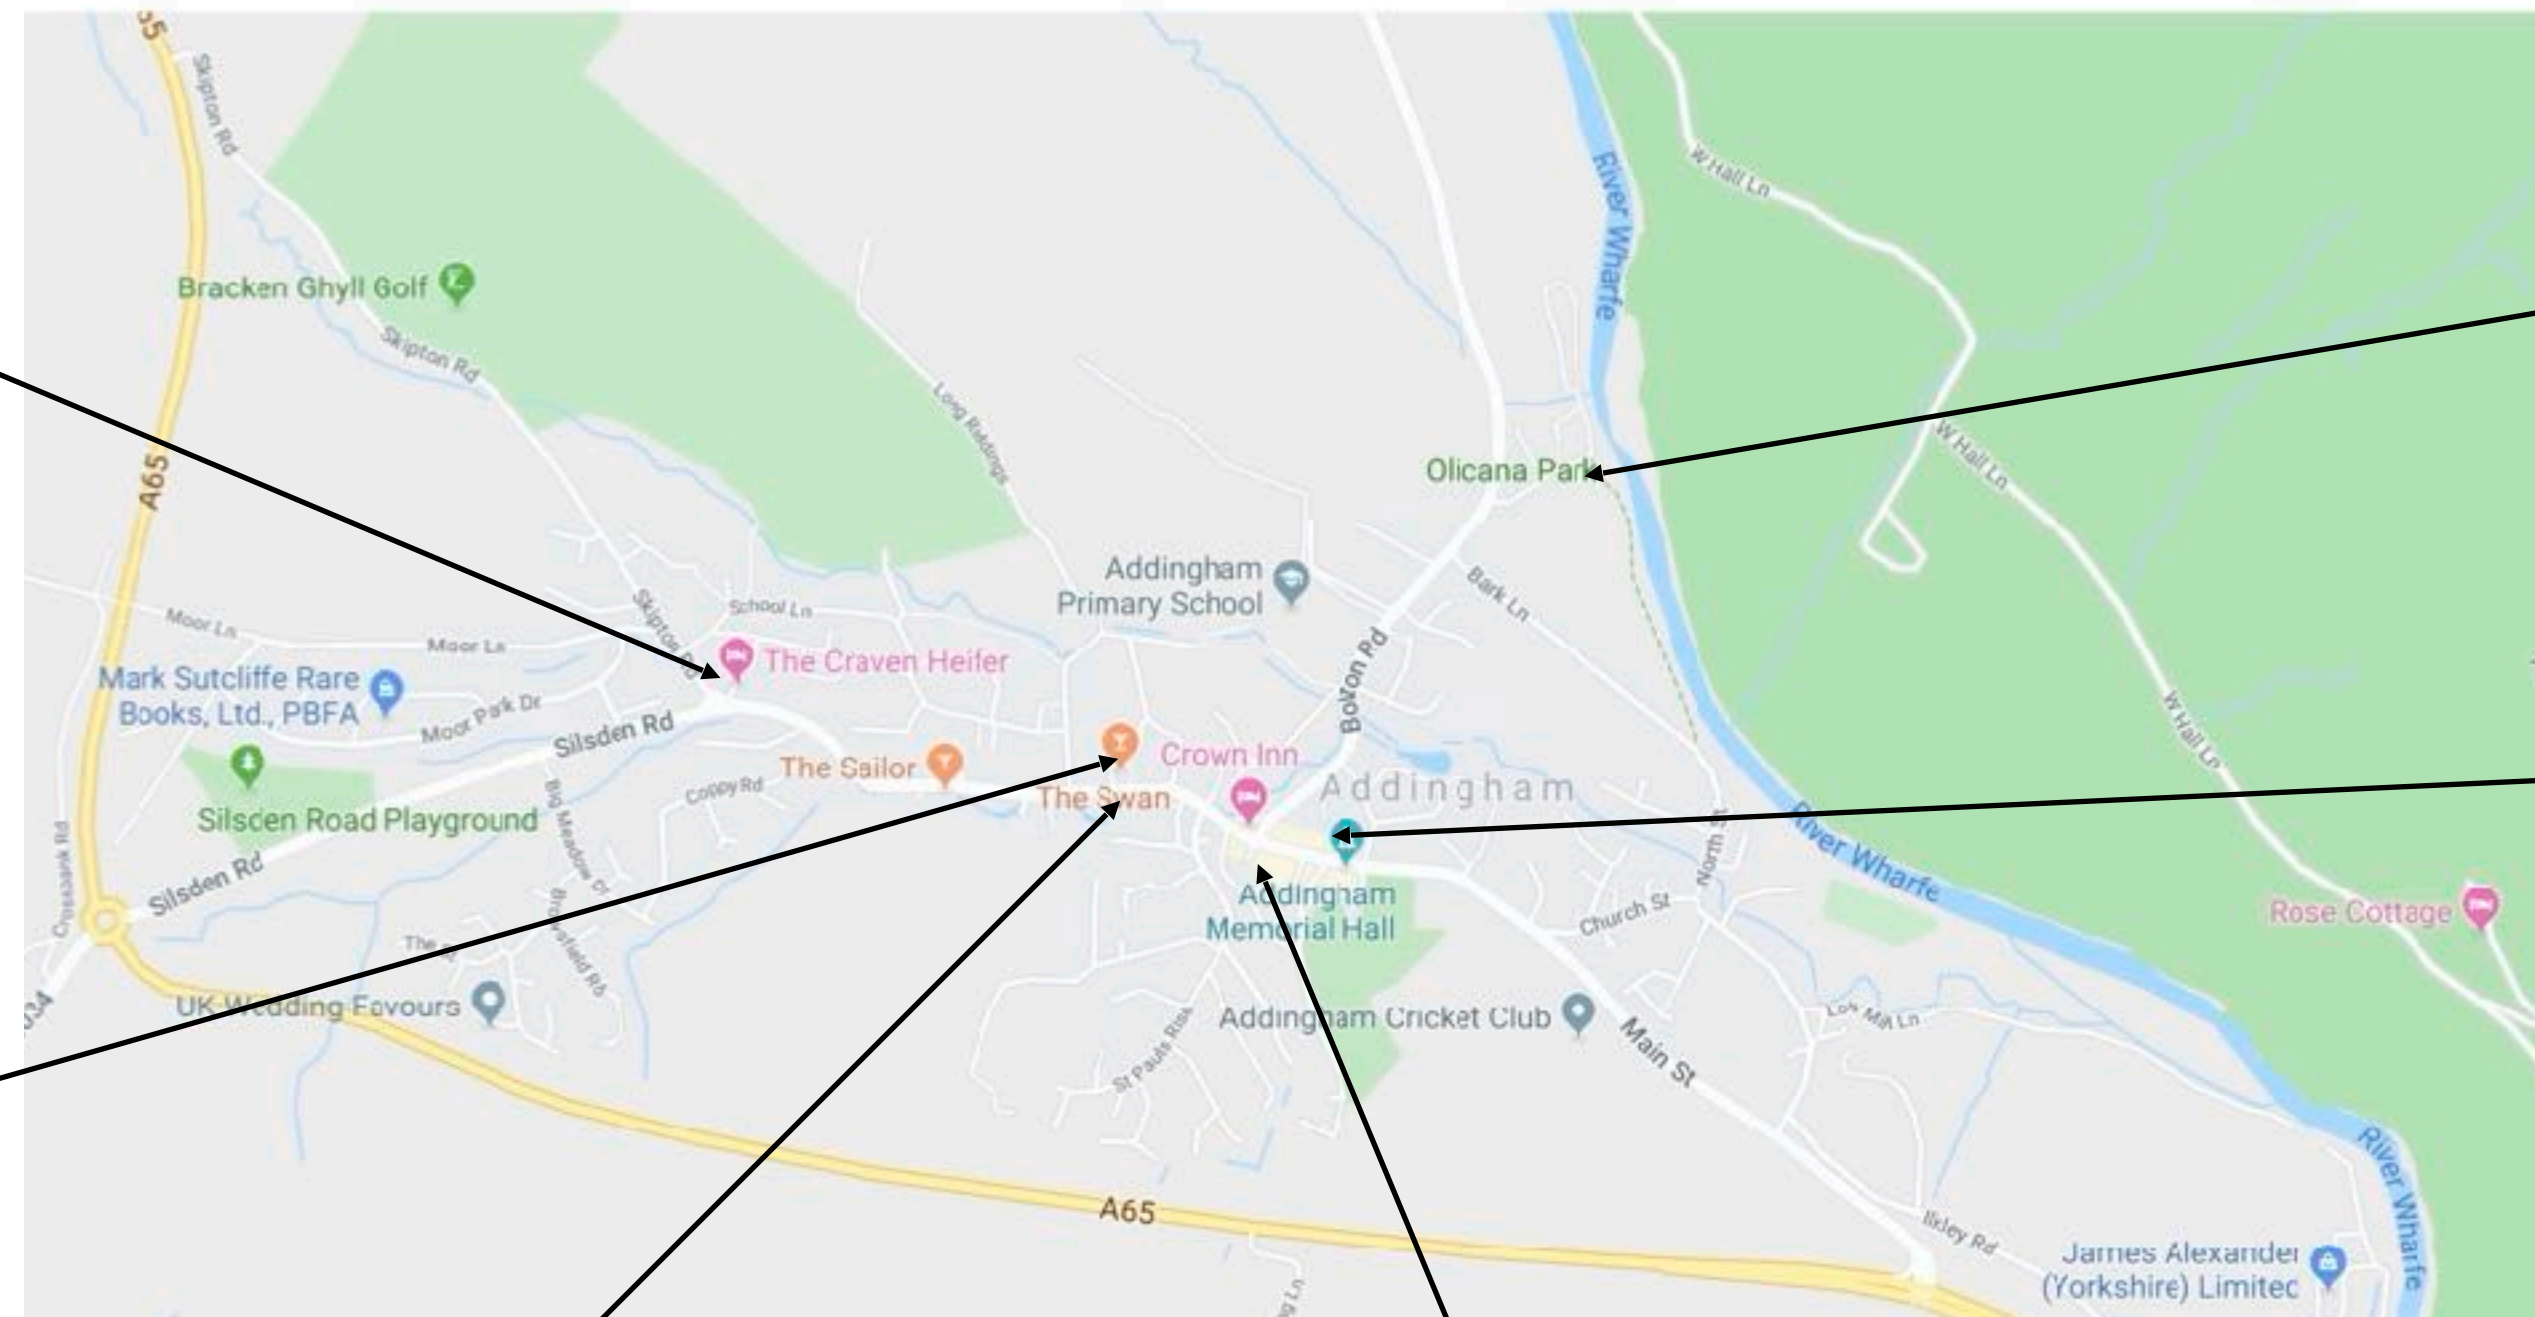 Skipton Rd
River Wharfe
W Hall Ln
Bracken Ghyll Golf
Skipton Rd
Long Riddings
A65
W Hall Ln
Olicana Park
Addingham
Primary School
Bark Ln
Skipton Rd
School Ln
Moor Ln
Moor Ln
The Craven Heifer
Bolton Rd
Mark Sutcliffe Rare
Books, Ltd., PBFA
Moor Park Dr
Silsden Rd
W Hall Ln
The Sailor
Crown Inn
Addingham
Coppy Rd
The Swan
Silsden Road Playground
Big Meadow Dr
North St
River Wharfe
Crossbank Rd
Silsden Rd
Addingham
Memorial Hall
Church St
Rose Cottage
The
UK Wedding Favours
Addingham Cricket Club
Main St
Lob Mill Ln
St Pauls Rise
River Wharfe
A65
Ilkley Rd
James Alexander
(Yorkshire) Limited